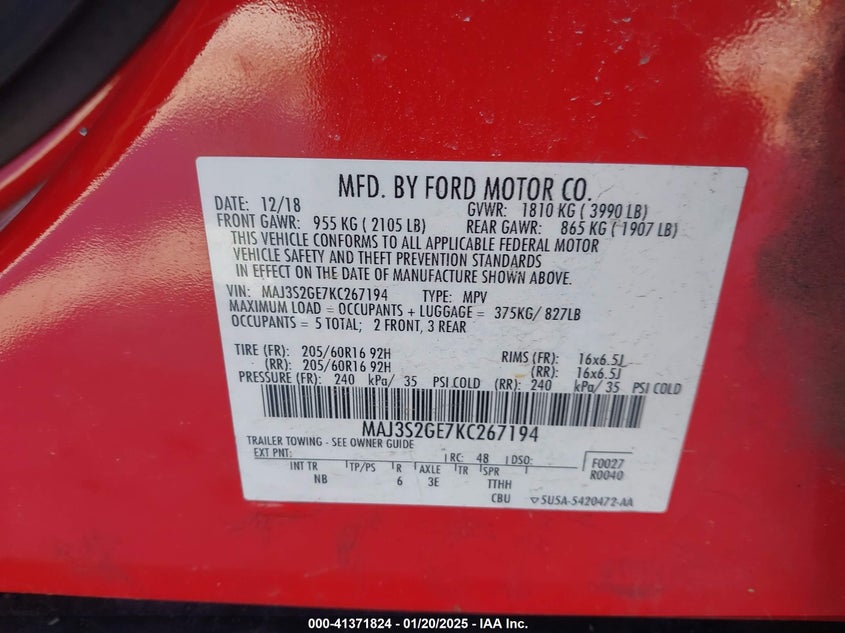 MFD. BY FORD MOTOR CO.
DATE: 12/18 GVWR: 1810 KG ( 3990 LB)
FRONT GAWR: 955 KG ( 2105 LB) REAR GAWR: 865 KG ( 1907 LB)
THIS VEHICLE CONFORMS TO ALL APPLICABLE FEDERAL MOTOR
VEHICLE SAFETY AND THEFT PREVENTION STANDARDS
IN EFFECT ON THE DATE OF MANUFACTURE SHOWN ABOVE.
VIN: MAJ3S2GE7KC267194 TYPE: MPV
MAXIMUM LOAD = OCCUPANTS + LUGGAGE = 375KG/ 827LB
OCCUPANTS = 5 TOTAL; 2 FRONT, 3 REAR
TIRE (FR): 205/60R16 92H RIMS (FR): 16x6.5J
(RR): 205/60R16 92H (RR): 16x6.5J
PRESSURE (FR): 240 kPa/ 35 PSI COLD (RR): 240 kPa/ 35 PSI COLD
MAJ3S2GE7KC267194
TRAILER TOWING - SEE OWNER GUIDE
EXT PNT: RC: 48 DSO: F0027
R0040
INT TR TP/PS R AXLE TR SPR
NB 6 3E TTHH
CBU 5USA-5420472-AA
000-41371824 / 01/20/2025 - IAA Inc.